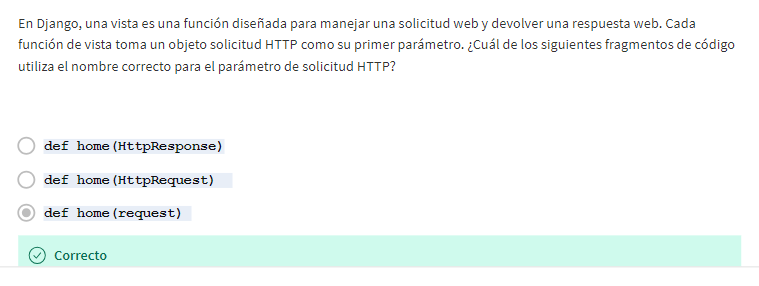 En Django, una vista es una función diseñada para manejar una solicitud web y devolver una respuesta web. Cada
función de vista toma un objeto solicitud HTTP como su primer parámetro. ¿Cuál de los siguientes fragmentos de código
utiliza el nombre correcto para el parámetro de solicitud HTTP?
def home(HttpResponse)
def home(HttpRequest)
def home(request)
Correcto